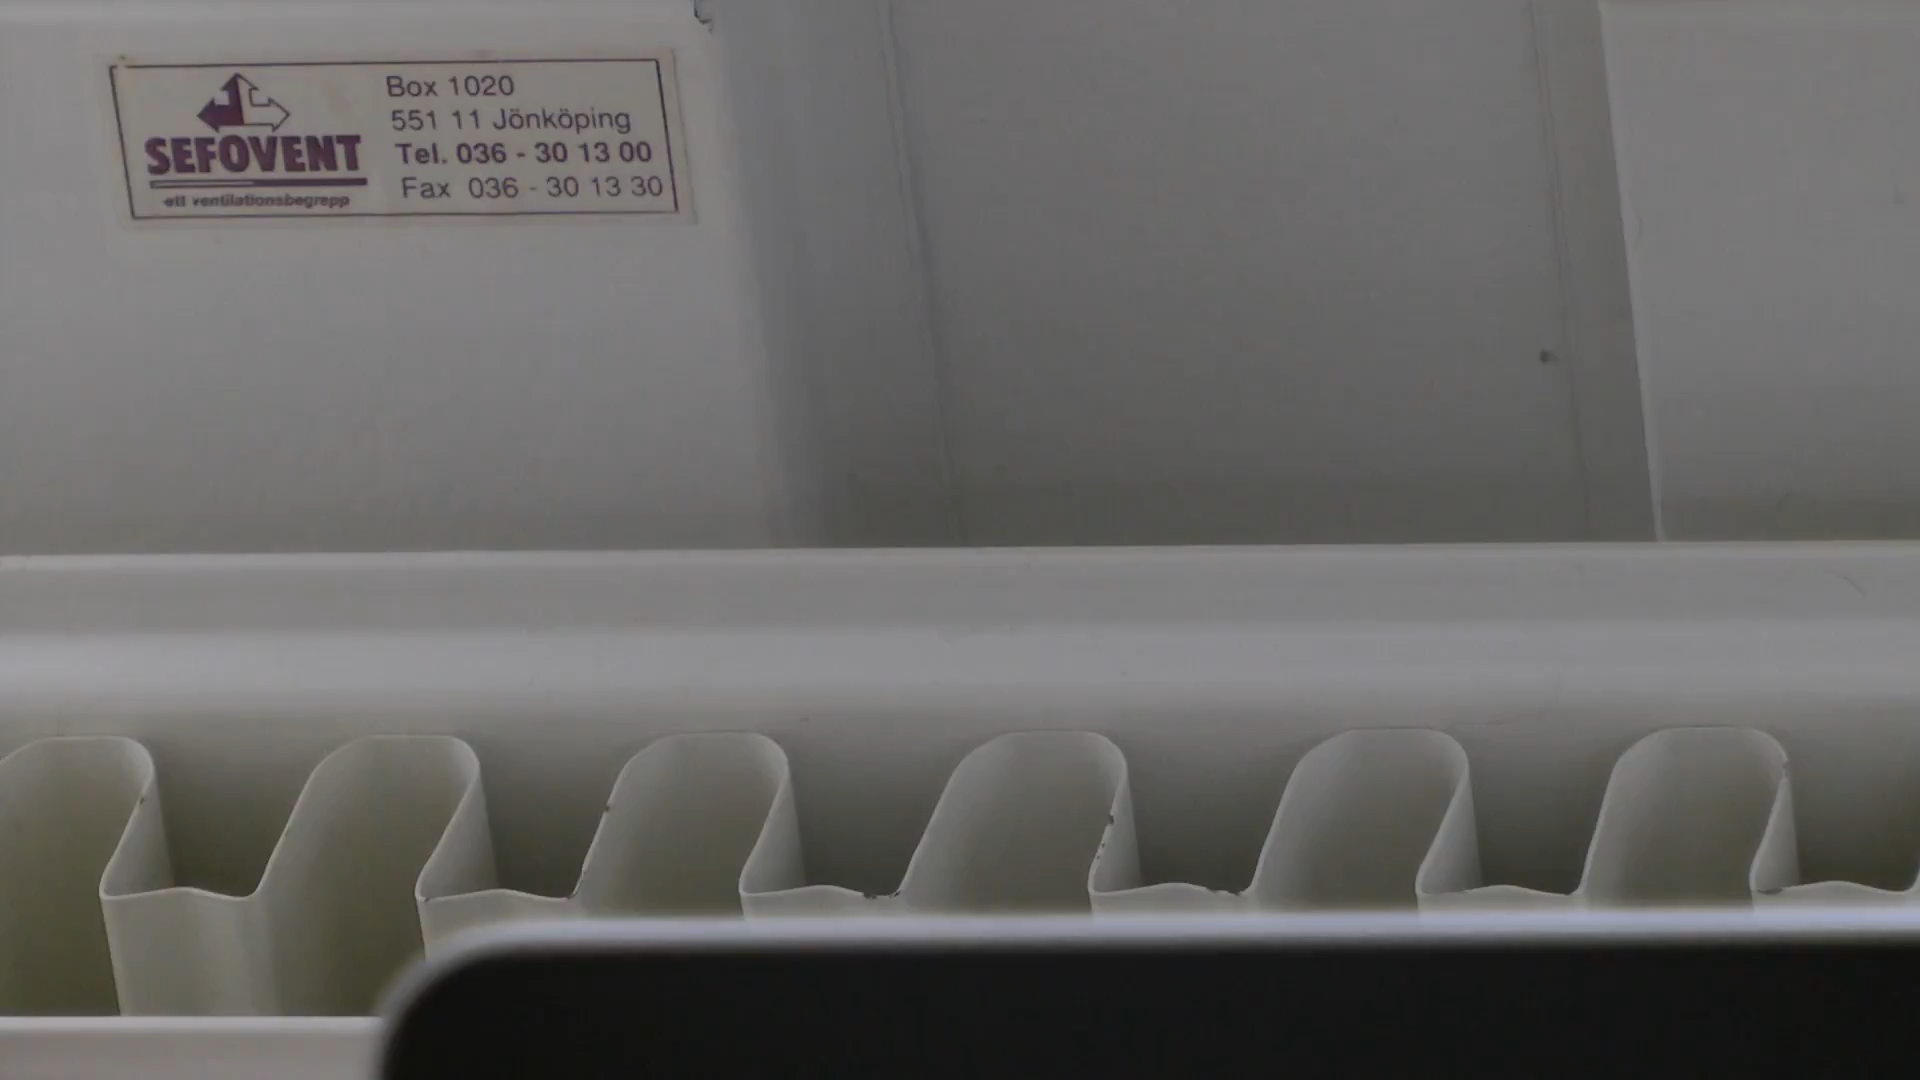 SEFOVENT
ett ventilationsbegrepp
Box 1020
551 11 Jönköping
Tel. 036 - 30 13 00
Fax 036 - 30 13 30